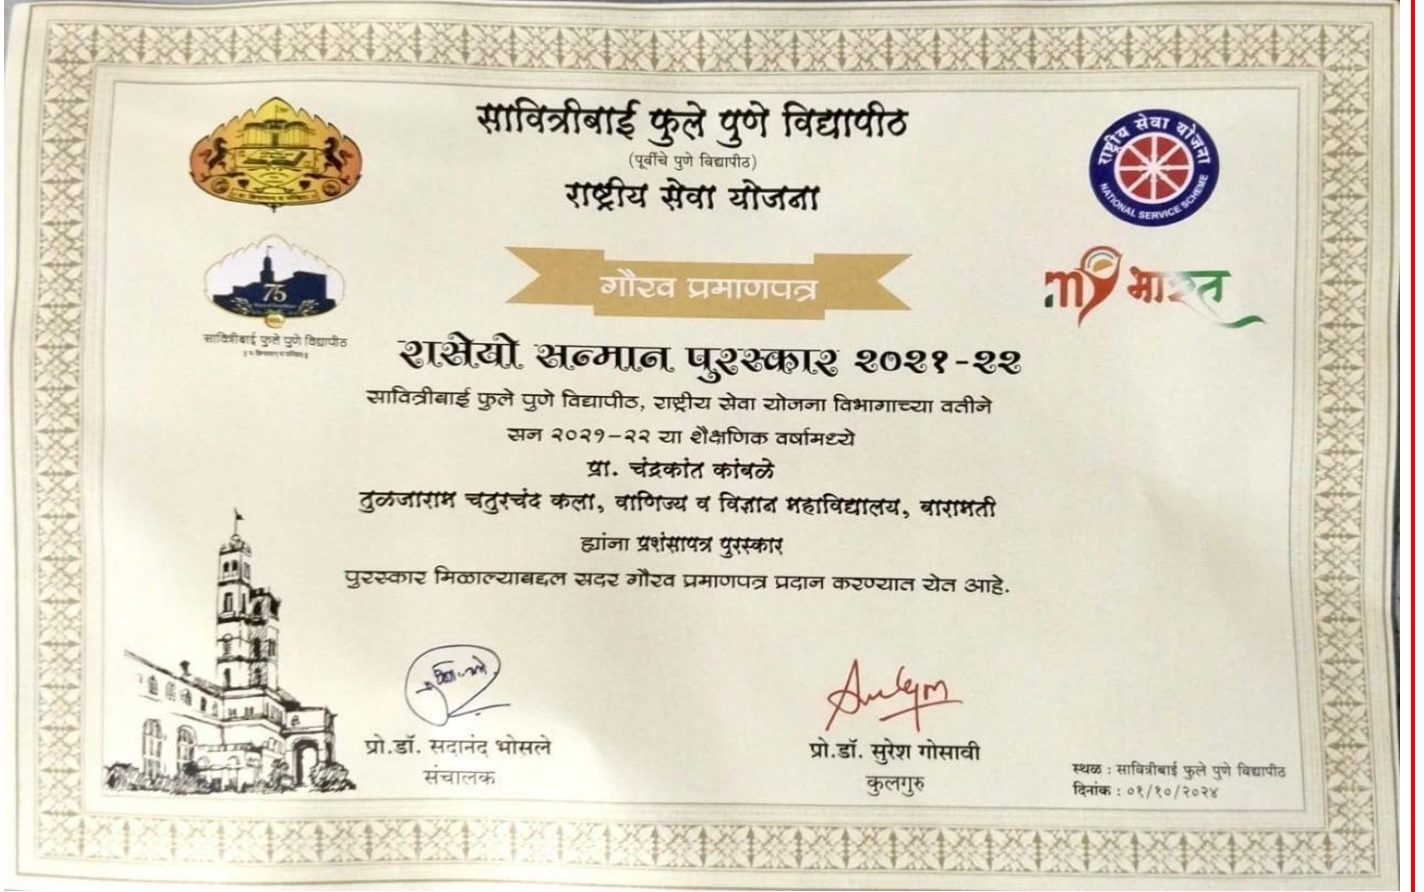 सावित्रीबाई फुले पुणे विद्यापीठ
(पूर्वीचे पुणे विद्यापीठ)
राष्ट्रीय सेवा योजना
राष्ट्रीय सेवा योजना
NATIONAL SERVICE SCHEME
75
सावित्रीबाई फुले पुणे विद्यापीठ
गौरव प्रमाणपत्र
my भारत
रासेयो सन्मान पुरस्कार २०२१-२२
सावित्रीबाई फुले पुणे विद्यापीठ, राष्ट्रीय सेवा योजना विभागाच्या वतीने
सन २०२१-२२ या शैक्षणिक वर्षामध्ये
प्रा. चंद्रकांत कांबळे
तुळजाराम चतुरचंद कला, वाणिज्य व विज्ञान महाविद्यालय, बारामती
ह्यांना प्रशंसापत्र पुरस्कार
पुरस्कार मिळाल्याबद्दल सदर गौरव प्रमाणपत्र प्रदान करण्यात येत आहे.
प्रो.डॉ. सदानंद भोसले
संचालक
प्रो.डॉ. सुरेश गोसावी
कुलगुरु
स्थळ : सावित्रीबाई फुले पुणे विद्यापीठ
दिनांक : ०१/१०/२०२४